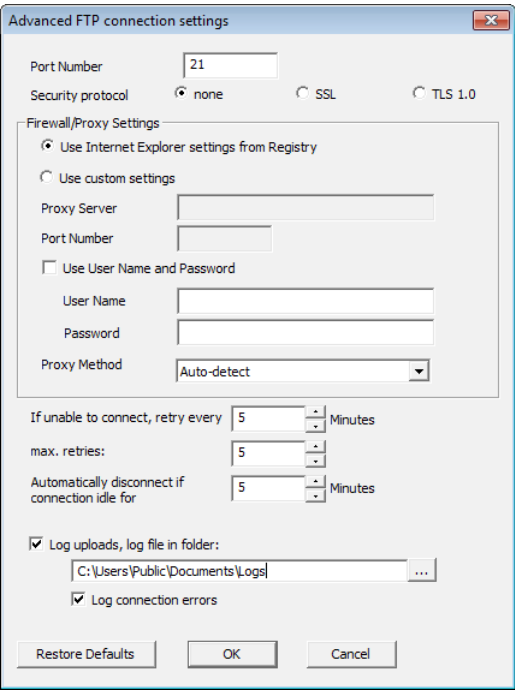 Advanced FTP connection settings
Port Number 21
Security protocol none SSL TLS 1.0
Firewall/Proxy Settings
Use Internet Explorer settings from Registry
Use custom settings
Proxy Server
Port Number
Use User Name and Password
User Name
Password
Proxy Method Auto-detect
If unable to connect, retry every 5 Minutes
max. retries: 5
Automatically disconnect if
connection idle for 5 Minutes
Log uploads, log file in folder:
C:\Users\Public\Documents\Logs ...
Log connection errors
Restore Defaults OK Cancel